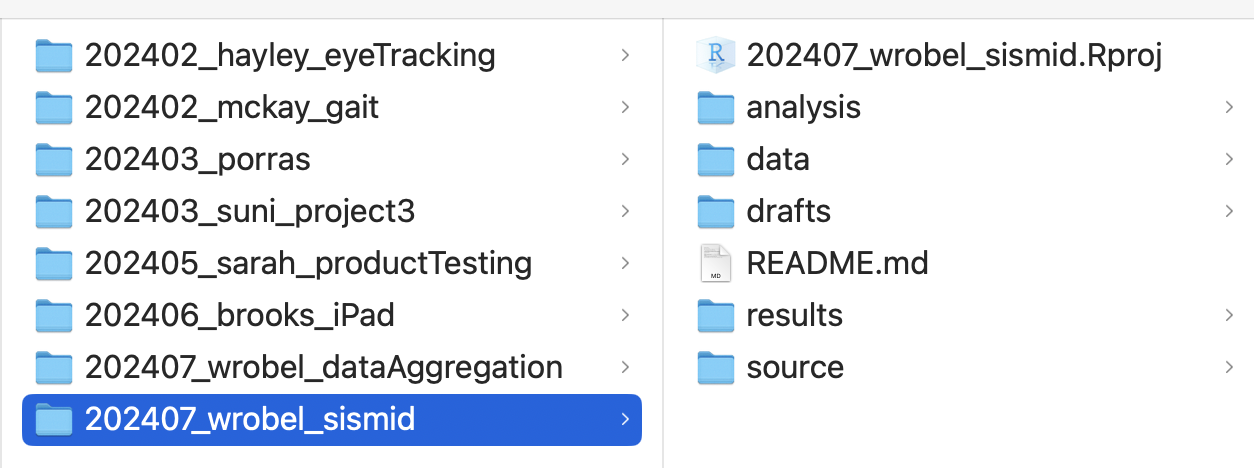 202402_hayley_eyeTracking
202402_mckay_gait
202403_porras
202403_suni_project3
202405_sarah_productTesting
202406_brooks_iPad
202407_wrobel_dataAggregation
202407_wrobel_sismid
R
202407_wrobel_sismid.Rproj
analysis
data
drafts
MD
README.md
results
source